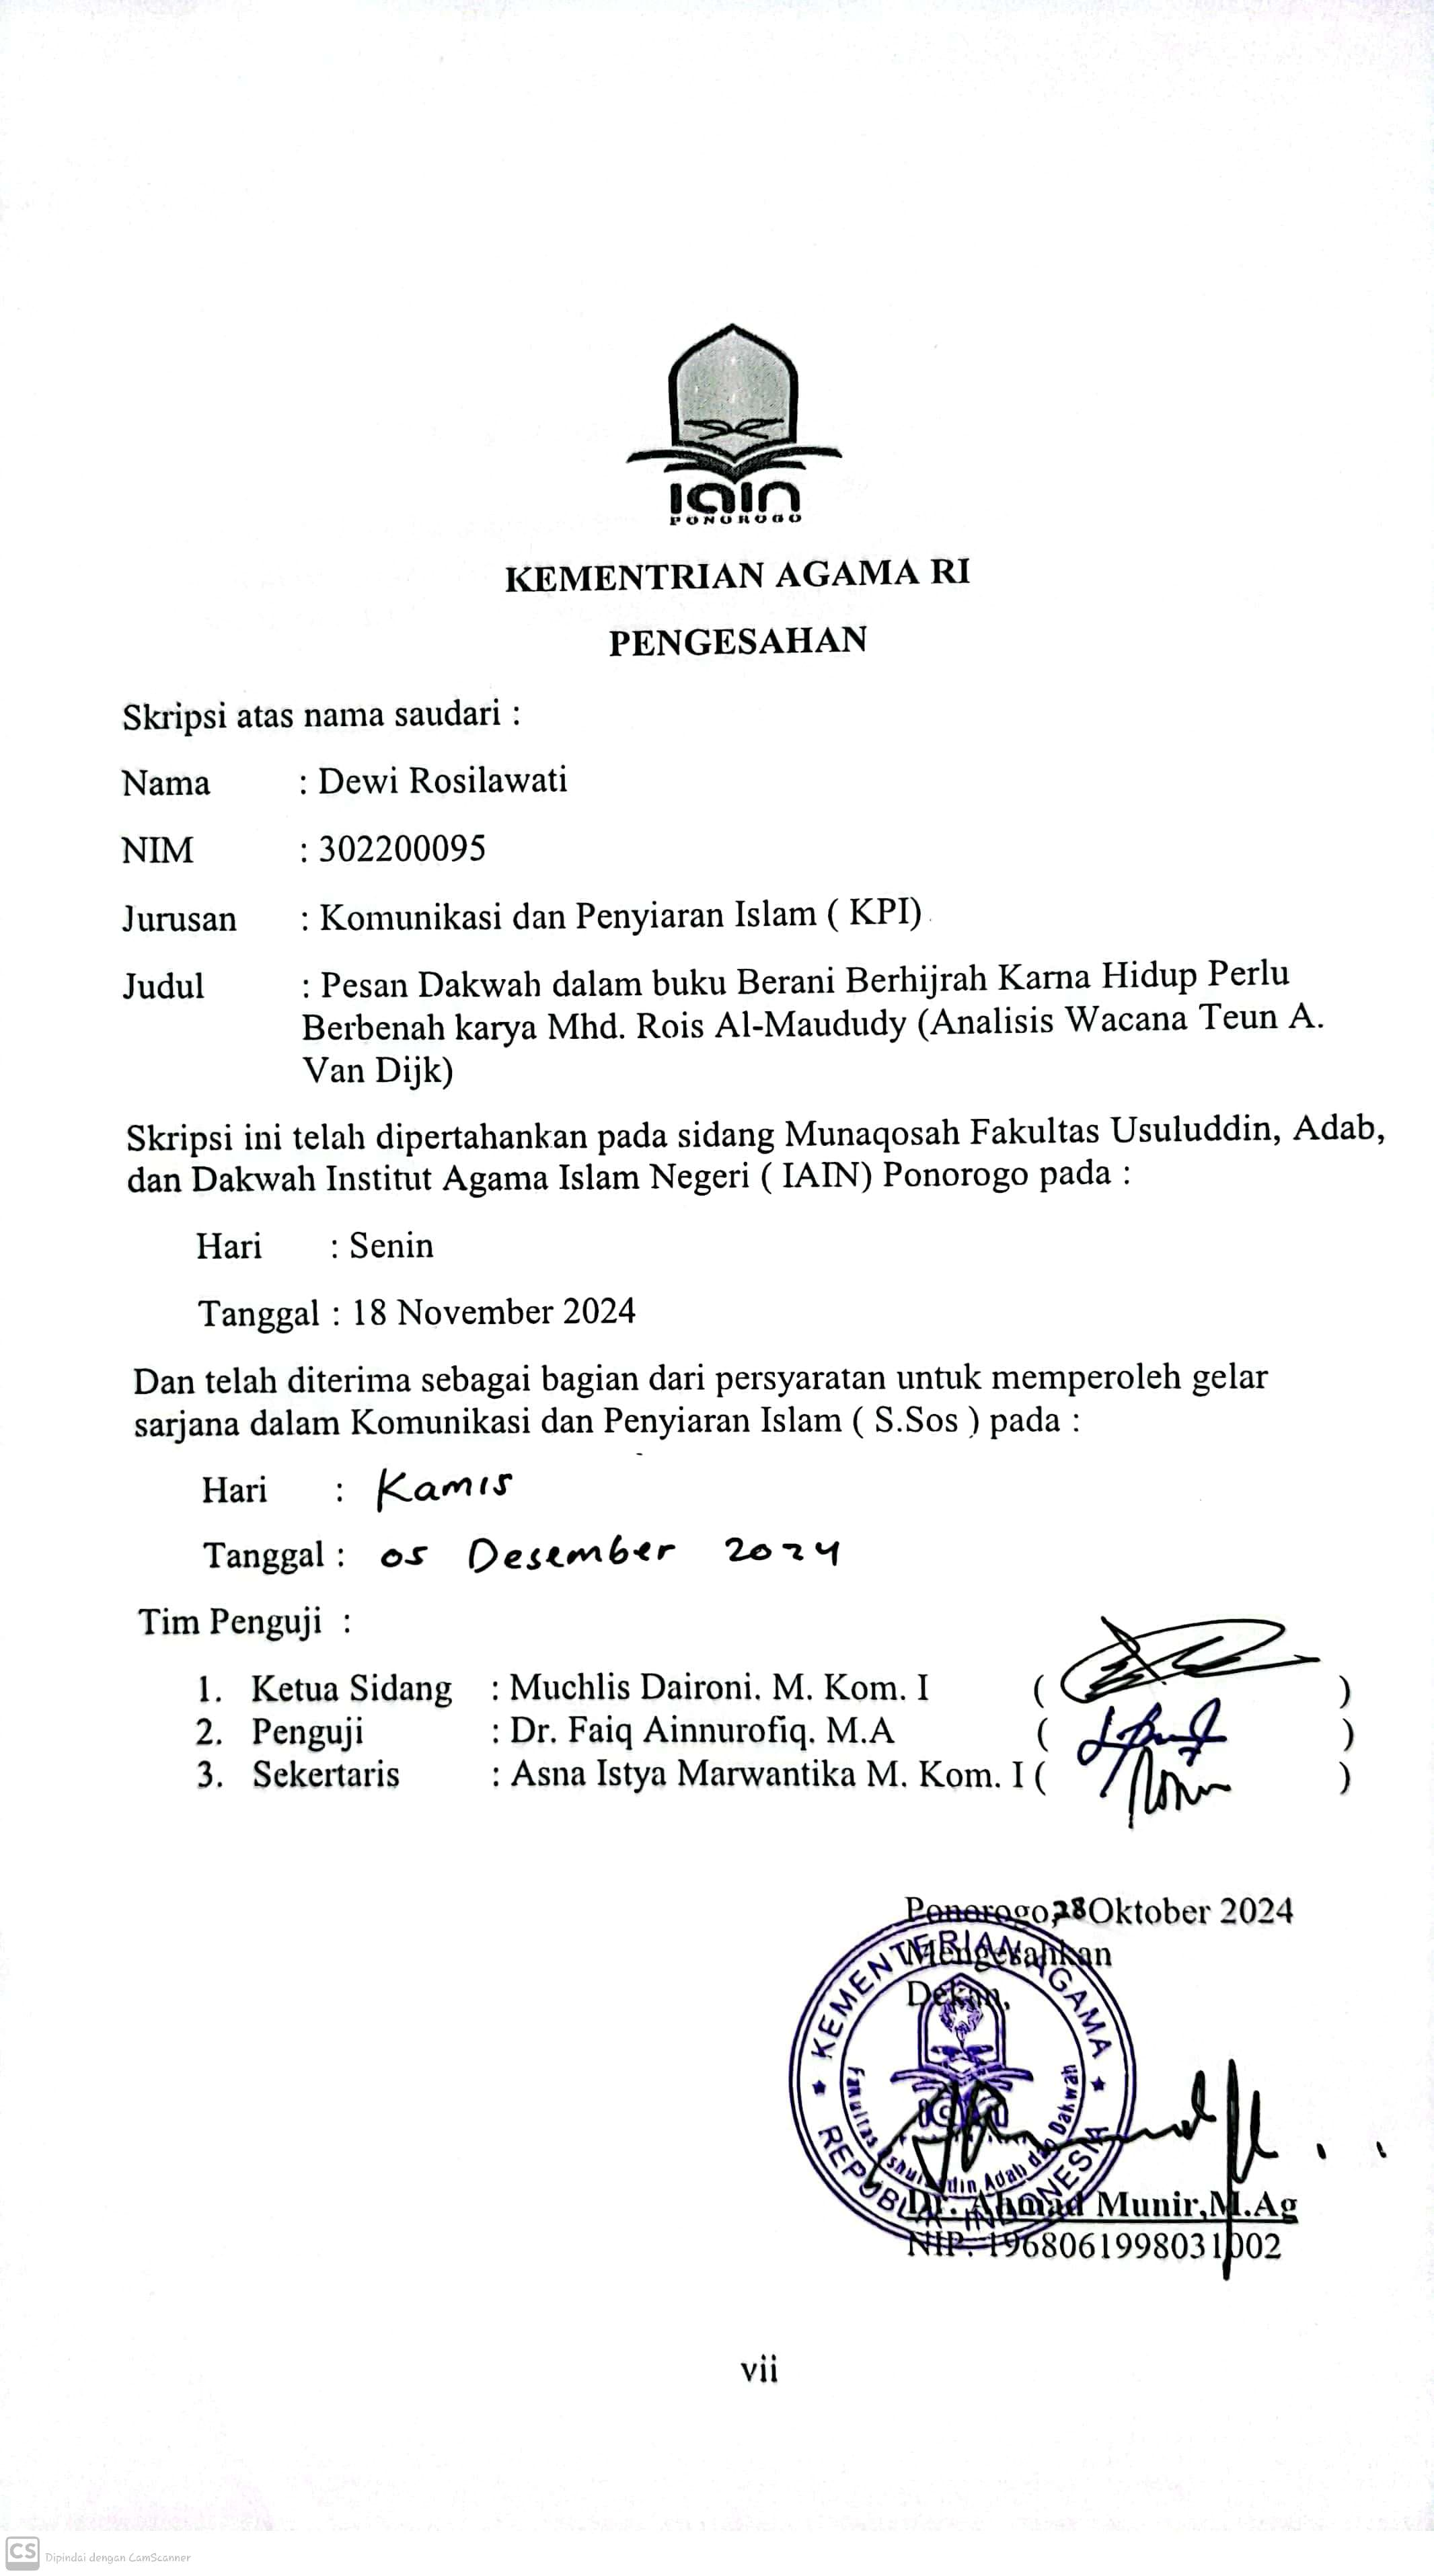 iain
PONOROGO
KEMENTRIAN AGAMA RI
PENGESAHAN
Skripsi atas nama saudari :
Nama : Dewi Rosilawati
NIM : 302200095
Jurusan : Komunikasi dan Penyiaran Islam ( KPI)
Judul : Pesan Dakwah dalam buku Berani Berhijrah Karna Hidup Perlu
Berbenah karya Mhd. Rois Al-Maududy (Analisis Wacana Teun A.
Van Dijk)
Skripsi ini telah dipertahankan pada sidang Munaqosah Fakultas Usuluddin, Adab,
dan Dakwah Institut Agama Islam Negeri ( IAIN) Ponorogo pada :
Hari : Senin
Tanggal : 18 November 2024
Dan telah diterima sebagai bagian dari persyaratan untuk memperoleh gelar
sarjana dalam Komunikasi dan Penyiaran Islam ( S.Sos ) pada :
Hari : Kamis
Tanggal : 05 Desember 2024
Tim Penguji :
1. Ketua Sidang : Muchlis Daironi. M. Kom. I ( )
2. Penguji : Dr. Faiq Ainnurofiq. M.A ( )
3. Sekertaris : Asna Istya Marwantika M. Kom. I ( )
Ponorogo, 28 Oktober 2024
Mengesahkan
Dekan,
KEMENTERIAN AGAMA
REPUBLIK INDONESIA
Fakultas Ushuluddin Adab dan Dakwah
Dr. Ahmad Munir,M.Ag
NIP. 1968061998031002
vii
CS Dipindai dengan CamScanner